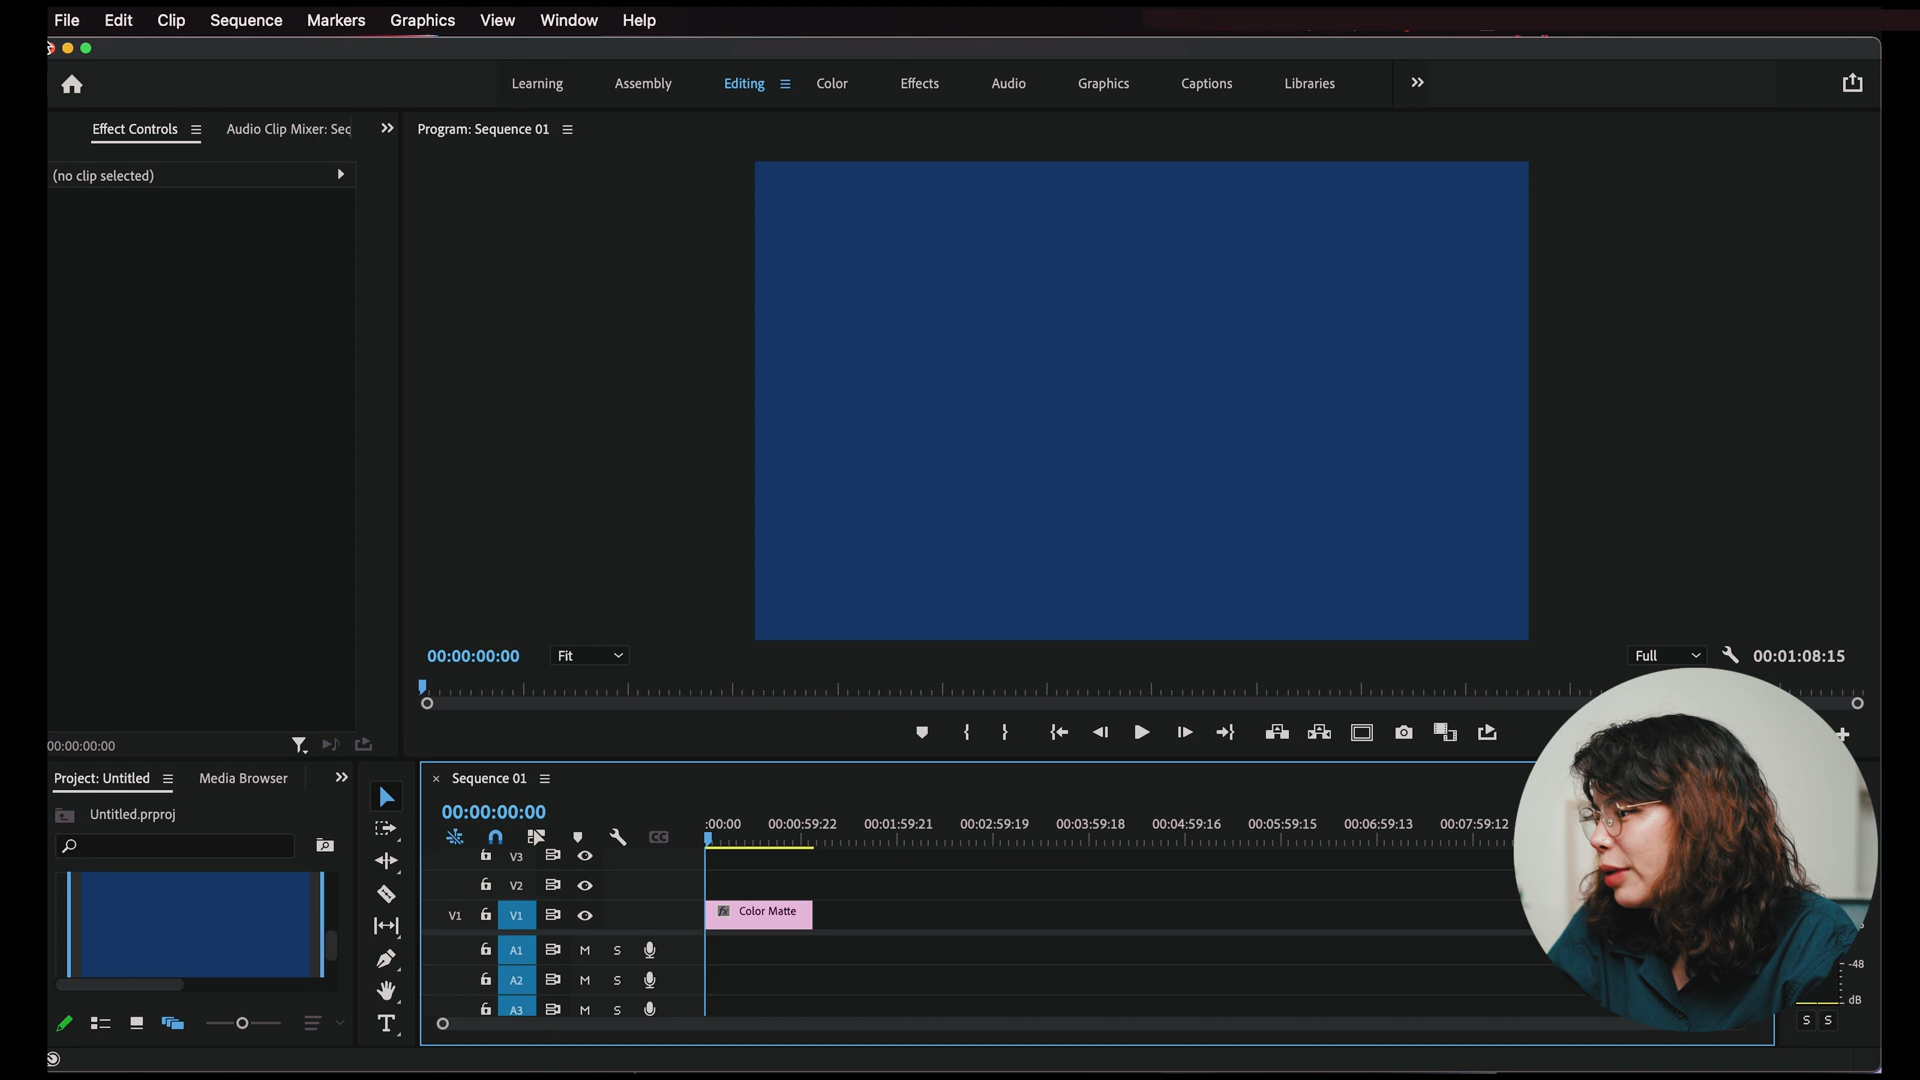 File Edit Clip Sequence Markers Graphics View Window Help
Learning Assembly Editing Color Effects Audio Graphics Captions Libraries
Effect Controls Audio Clip Mixer: Sec
Program: Sequence 01
(no clip selected)
00:00:00:00 Fit Full 00:01:08:15
00:00:00:00
Project: Untitled Media Browser
Sequence 01
Untitled.prproj
00:00:00:00
:00:00 00:00:59:22 00:01:59:21 00:02:59:19 00:03:59:18 00:04:59:16 00:05:59:15 00:06:59:13 00:07:59:12
CC
V3
V2
V1 V1 fx Color Matte
A1 M S
A2 M S
A3 M S
T
-48
dB
S S